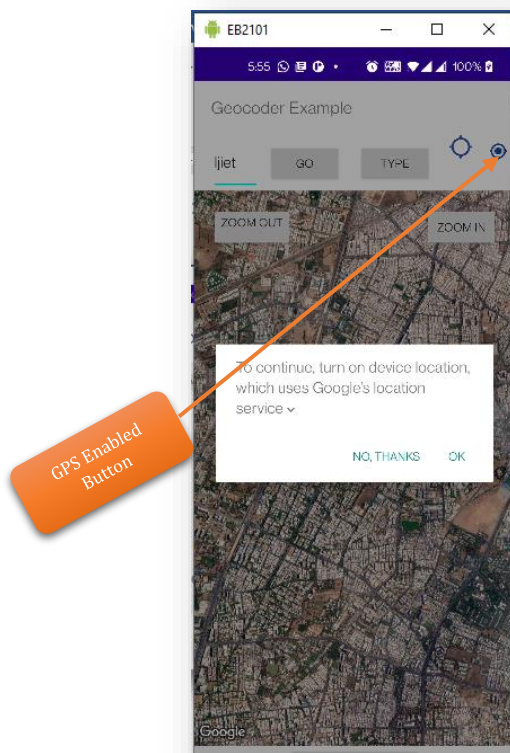 EB2101
5:55
100%
Geocoder Example
ljiet
GO
TYPE
ZOOM OUT
ZOOM IN
To continue, turn on device location,
which uses Google's location
service
NO, THANKS
OK
GPS Enabled
Button
Google